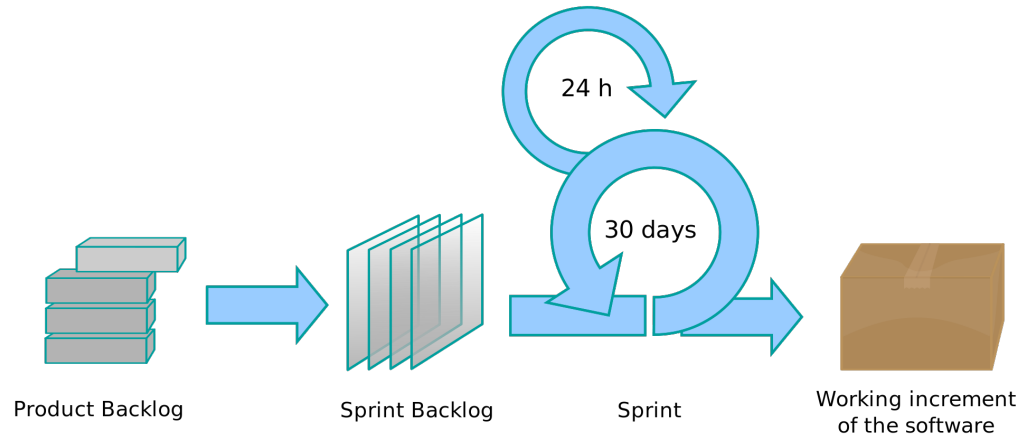 24 h
30 days
Product Backlog
Sprint Backlog
Sprint
Working increment
of the software